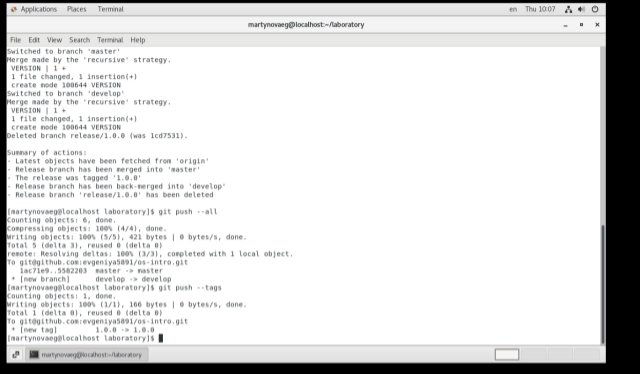 Applications Places Terminal en Thu 10:07
martynovaeg@localhost:~/laboratory
File Edit View Search Terminal Help
Switched to branch 'master'
Merge made by the 'recursive' strategy.
VERSION | 1 +
1 file changed, 1 insertion(+)
create mode 100644 VERSION
Switched to branch 'develop'
Merge made by the 'recursive' strategy.
VERSION | 1 +
1 file changed, 1 insertion(+)
create mode 100644 VERSION
Deleted branch release/1.0.0 (was 1cd7531).
Summary of actions:
- Latest objects have been fetched from 'origin'
- Release branch has been merged into 'master'
- The release was tagged '1.0.0'
- Release branch has been back-merged into 'develop'
- Release branch 'release/1.0.0' has been deleted
[martynovaeg@localhost laboratory]$ git push --all
Counting objects: 6, done.
Compressing objects: 100% (4/4), done.
Writing objects: 100% (5/5), 421 bytes | 0 bytes/s, done.
Total 5 (delta 3), reused 0 (delta 0)
remote: Resolving deltas: 100% (3/3), completed with 1 local object.
To git@github.com:evgeniya5891/os-intro.git
1ac71e9..5502203 master -> master
* [new branch] develop -> develop
[martynovaeg@localhost laboratory]$ git push --tags
Counting objects: 1, done.
Writing objects: 100% (1/1), 166 bytes | 0 bytes/s, done.
Total 1 (delta 0), reused 0 (delta 0)
To git@github.com:evgeniya5891/os-intro.git
* [new tag] 1.0.0 -> 1.0.0
[martynovaeg@localhost laboratory]$
martynovaeg@localhost:~/laboratory